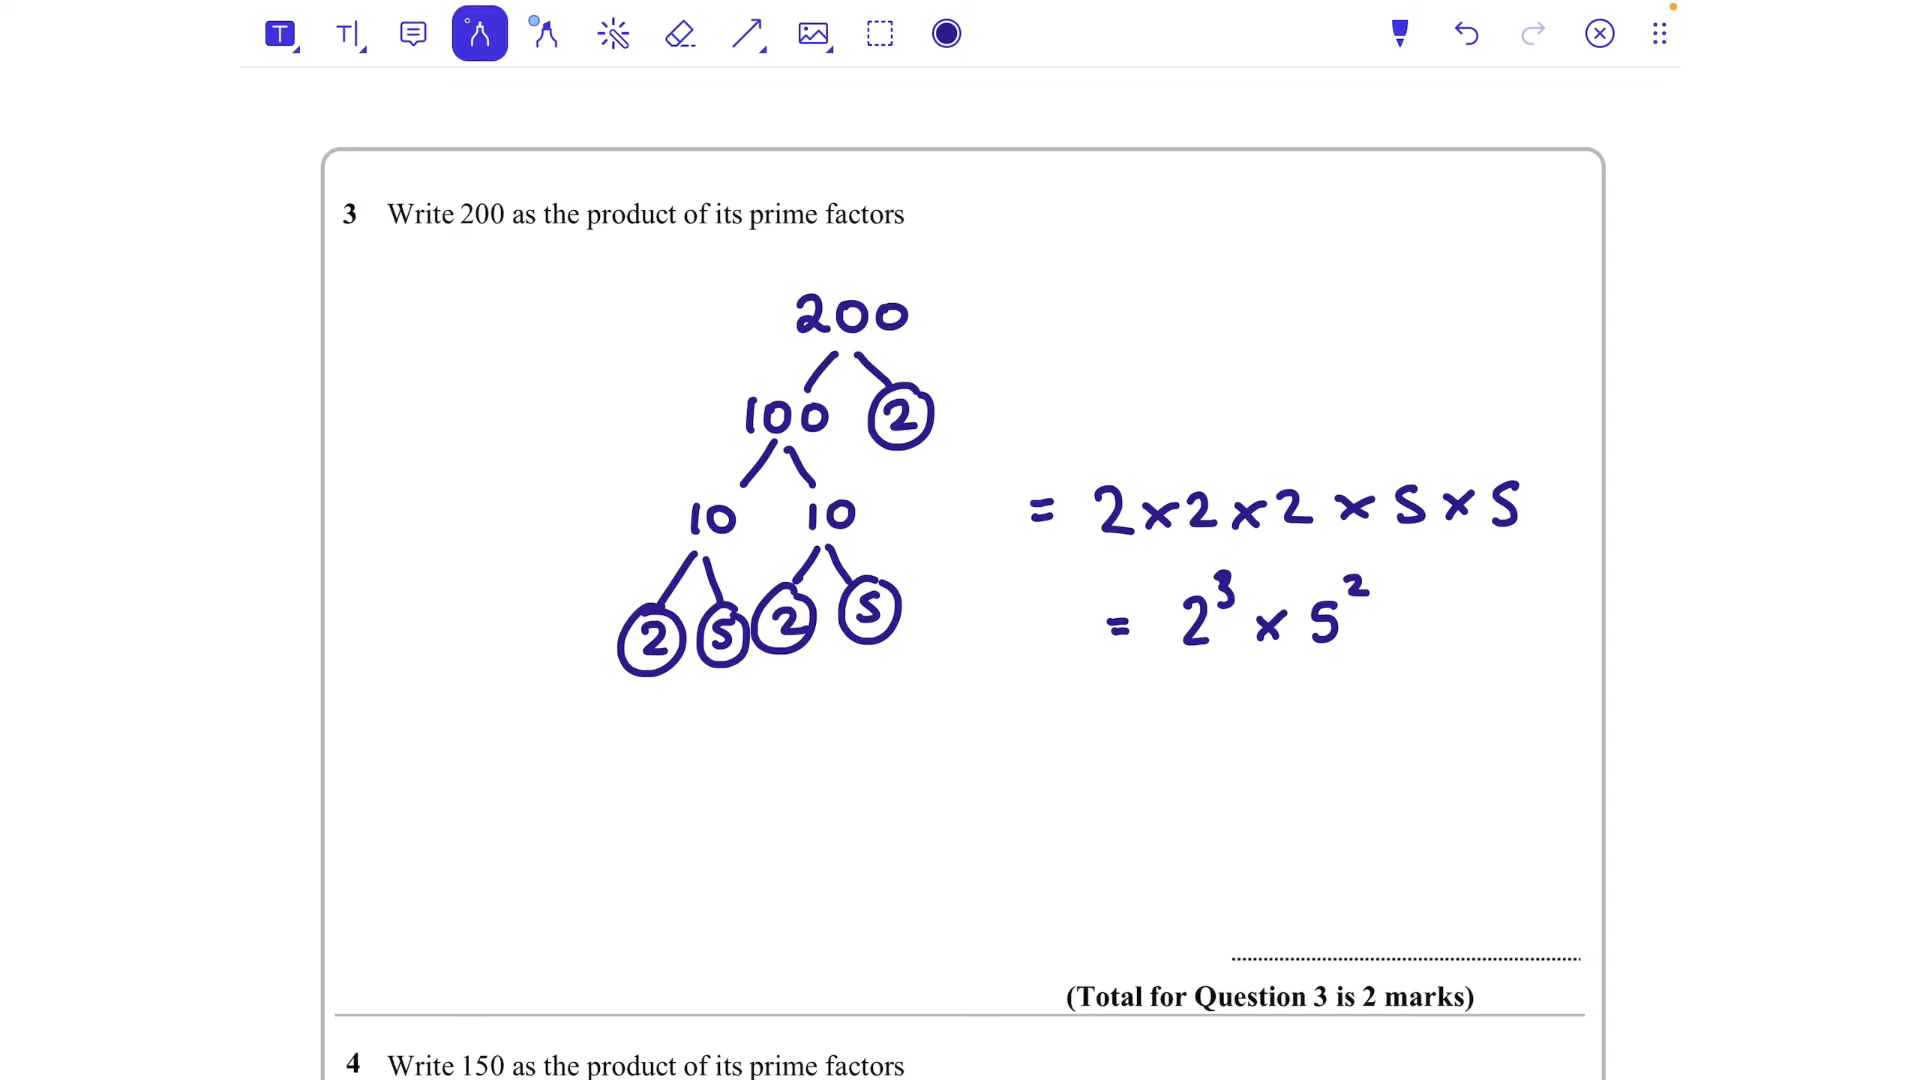 3 Write 200 as the product of its prime factors
200
100 2
10 10
2 5 2 5
= 2 × 2 × 2 × 5 × 5
= 2³ × 5²
(Total for Question 3 is 2 marks)
4 Write 150 as the product of its prime factors